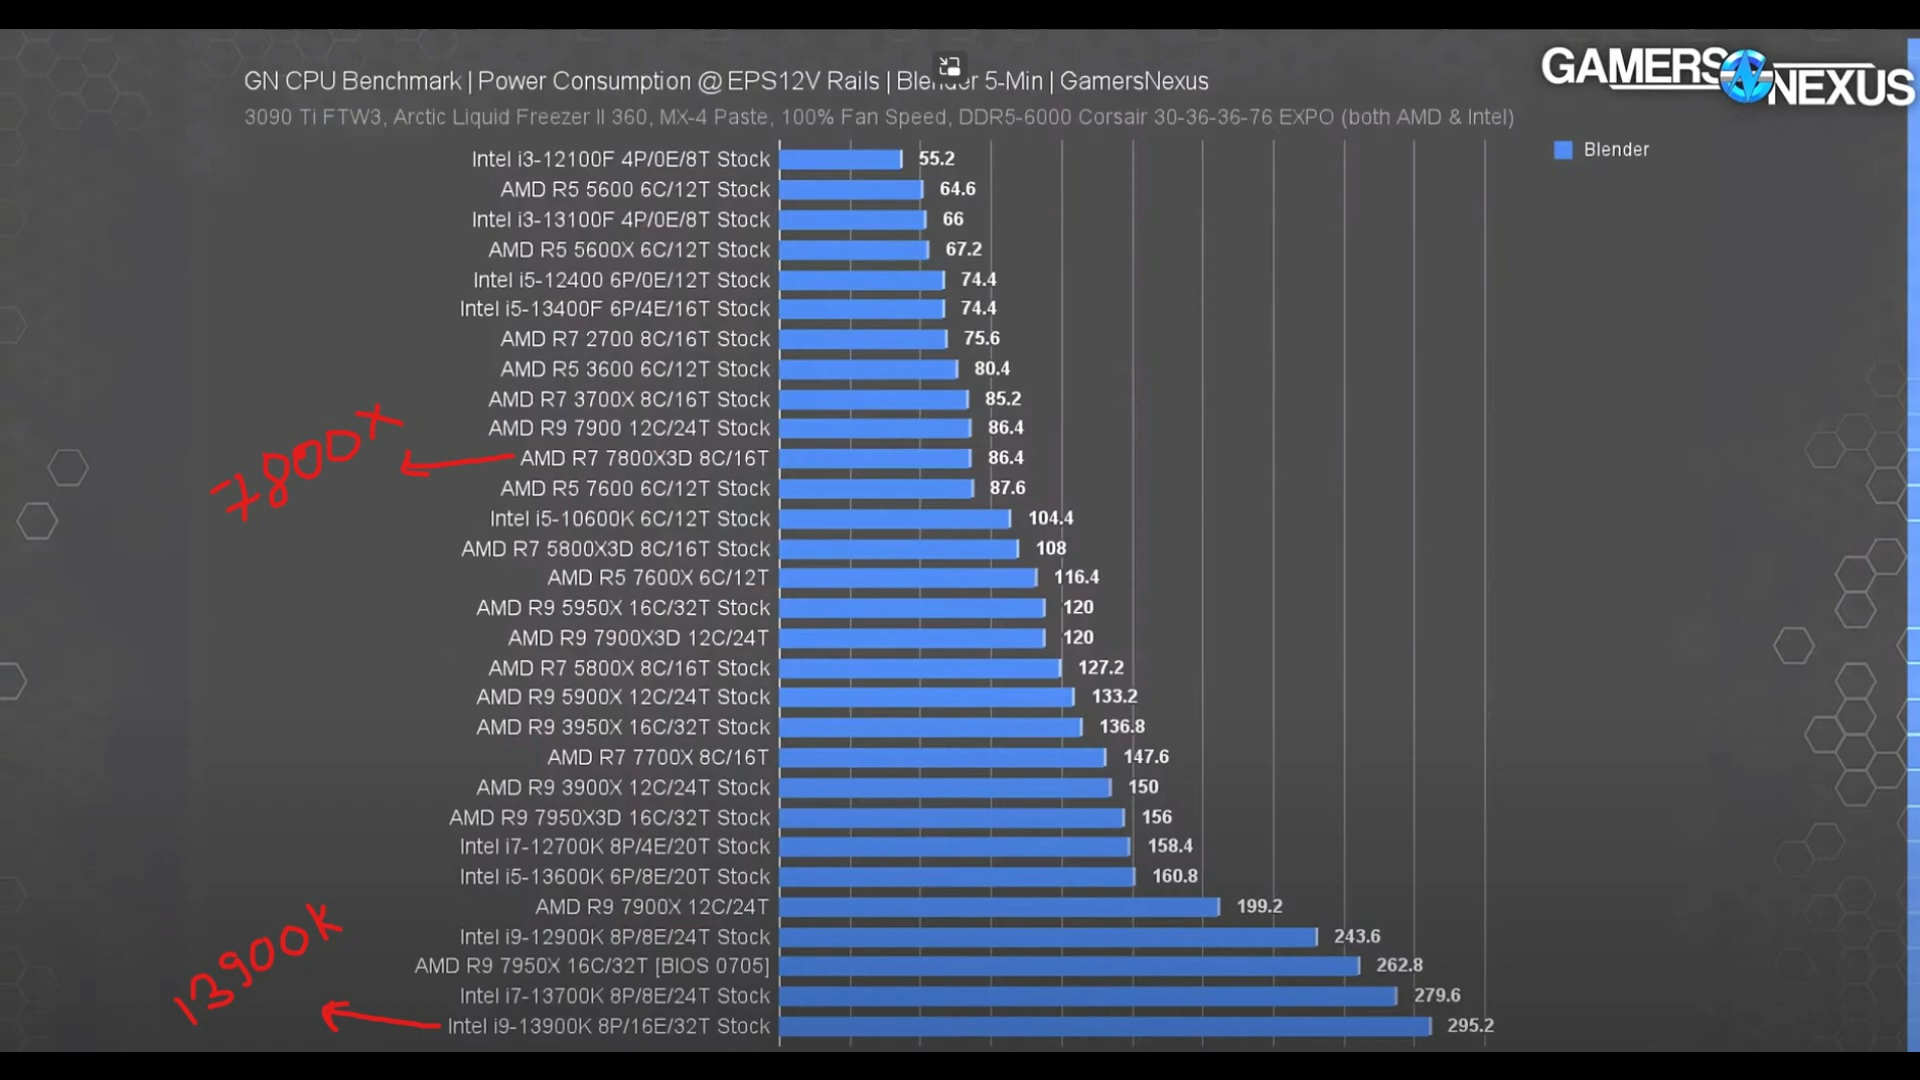 GN CPU Benchmark | Power Consumption @ EPS12V Rails | Blender 5-Min | GamersNexus
GAMERS NEXUS
3090 Ti FTW3, Arctic Liquid Freezer II 360, MX-4 Paste, 100% Fan Speed, DDR5-6000 Corsair 30-36-36-76 EXPO (both AMD & Intel)
Blender
Intel i3-12100F 4P/0E/8T Stock 55.2
AMD R5 5600 6C/12T Stock 64.6
Intel i3-13100F 4P/0E/8T Stock 66
AMD R5 5600X 6C/12T Stock 67.2
Intel i5-12400 6P/0E/12T Stock 74.4
Intel i5-13400F 6P/4E/16T Stock 74.4
AMD R7 2700 8C/16T Stock 75.6
AMD R5 3600 6C/12T Stock 80.4
AMD R7 3700X 8C/16T Stock 85.2
AMD R9 7900 12C/24T Stock 86.4
7800X
AMD R7 7800X3D 8C/16T 86.4
AMD R5 7600 6C/12T Stock 87.6
Intel i5-10600K 6C/12T Stock 104.4
AMD R7 5800X3D 8C/16T Stock 108
AMD R5 7600X 6C/12T 116.4
AMD R9 5950X 16C/32T Stock 120
AMD R9 7900X3D 12C/24T 120
AMD R7 5800X 8C/16T Stock 127.2
AMD R9 5900X 12C/24T Stock 133.2
AMD R9 3950X 16C/32T Stock 136.8
AMD R7 7700X 8C/16T 147.6
AMD R9 3900X 12C/24T Stock 150
AMD R9 7950X3D 16C/32T Stock 156
Intel i7-12700K 8P/4E/20T Stock 158.4
Intel i5-13600K 6P/8E/20T Stock 160.8
AMD R9 7900X 12C/24T 199.2
Intel i9-12900K 8P/8E/24T Stock 243.6
AMD R9 7950X 16C/32T [BIOS 0705] 262.8
13900K
Intel i7-13700K 8P/8E/24T Stock 279.6
Intel i9-13900K 8P/16E/32T Stock 295.2